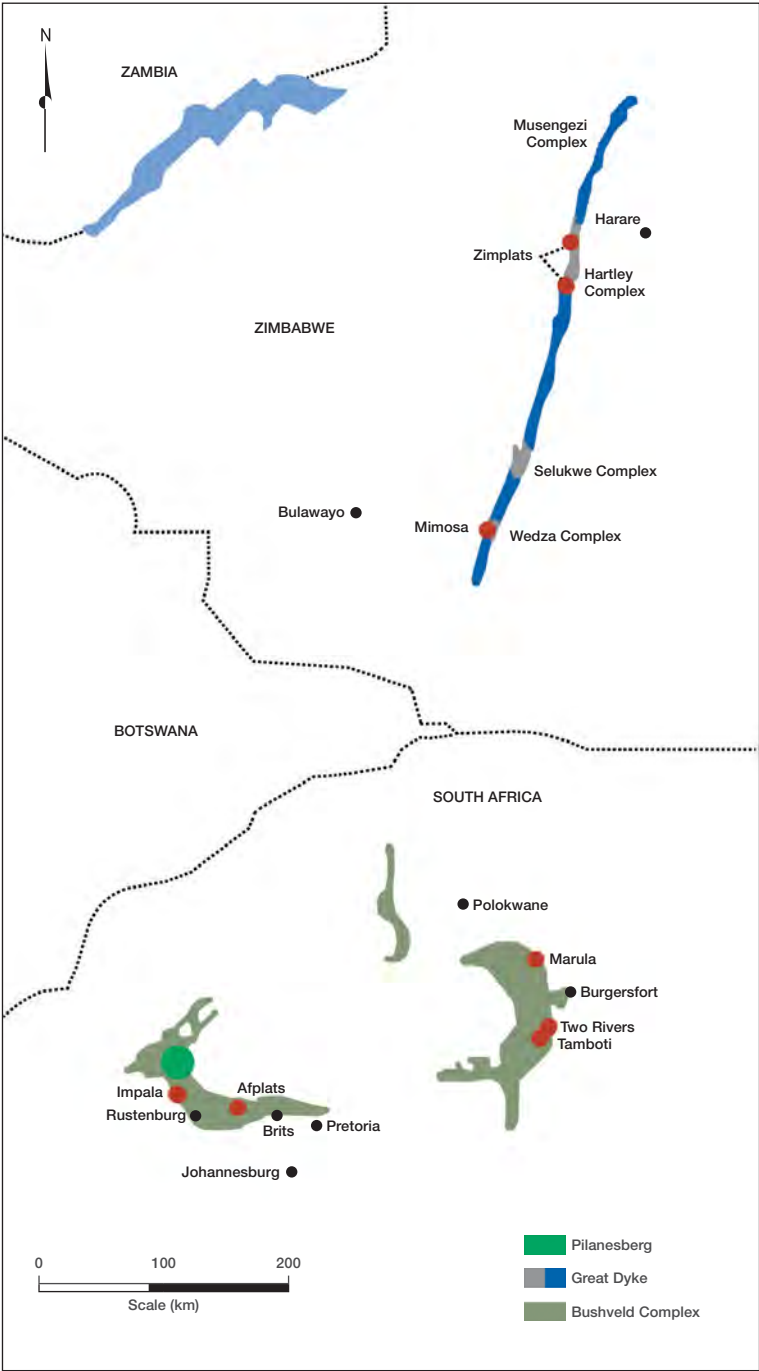 N
ZAMBIA
Musengezi
Complex
Harare
Zimplats
Hartley
Complex
ZIMBABWE
Selukwe Complex
Bulawayo
Mimosa
Wedza Complex
BOTSWANA
SOUTH AFRICA
Polokwane
Marula
Burgersfort
Two Rivers
Tamboti
Impala
Afplats
Rustenburg
Brits
Pretoria
Johannesburg
0 100 200
Scale (km)
Pilanesberg
Great Dyke
Bushveld Complex